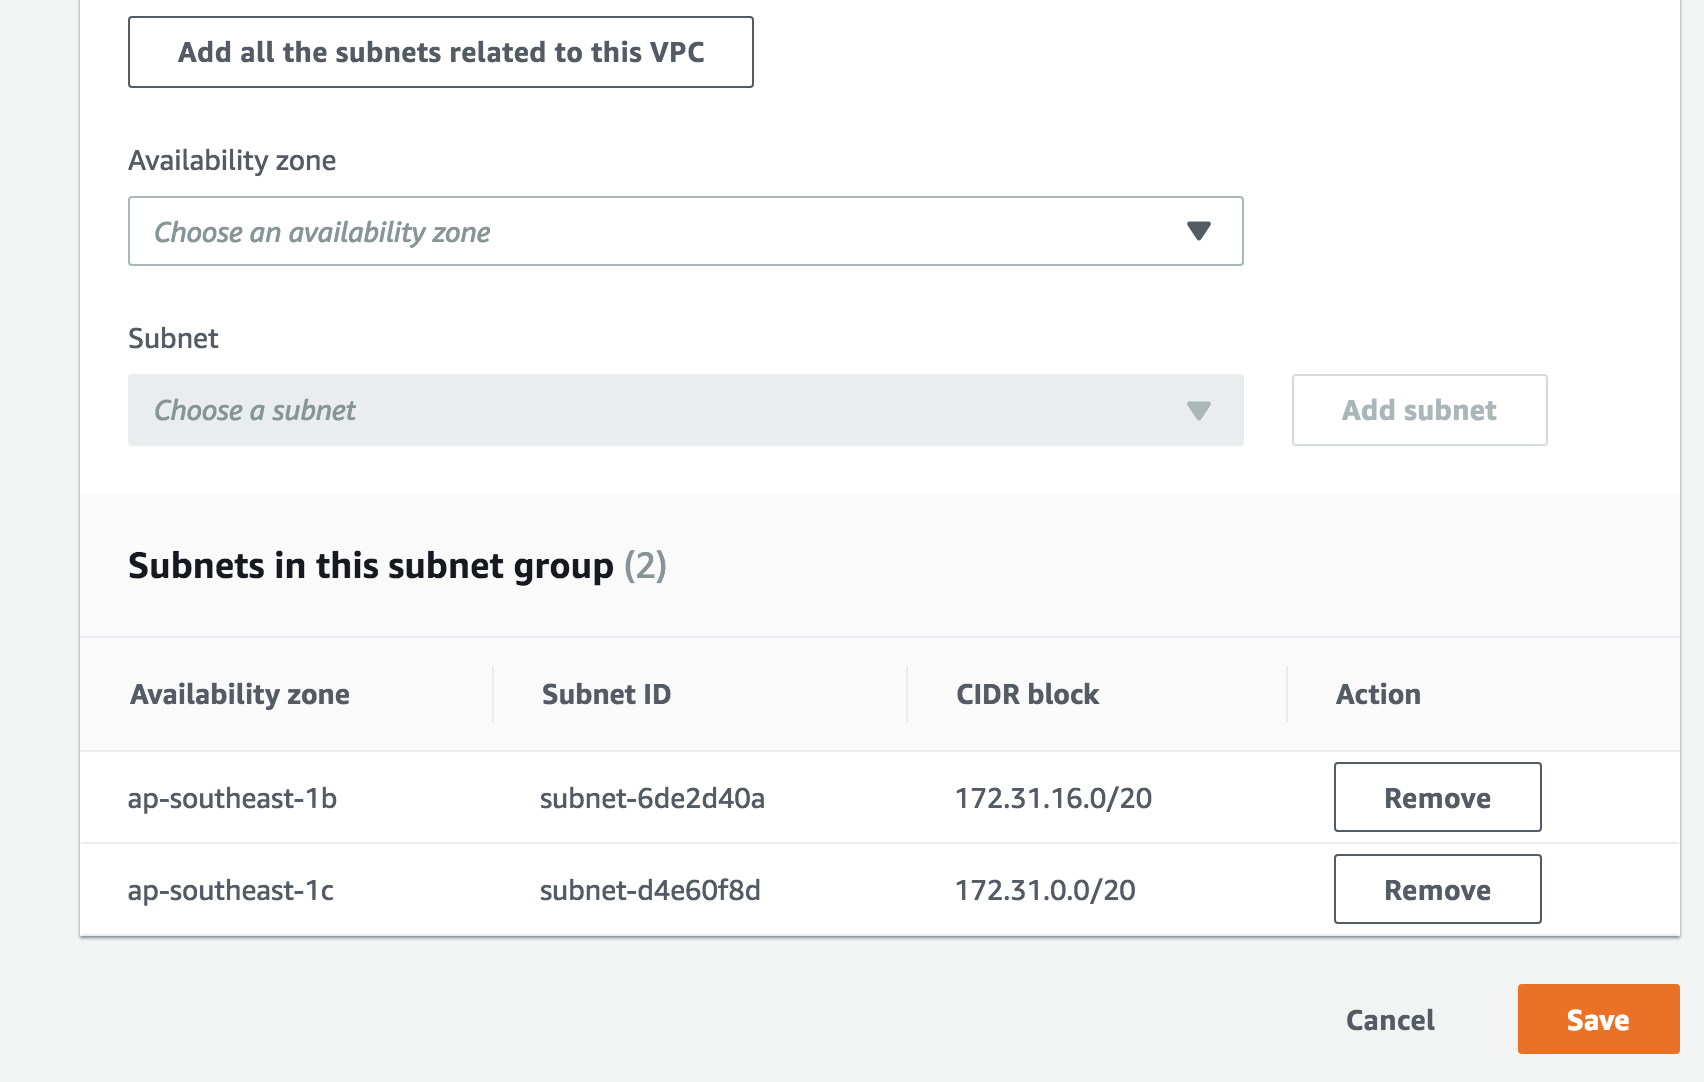 Add all the subnets related to this VPC
Availability zone
Choose an availability zone
Subnet
Choose a subnet
Add subnet
Subnets in this subnet group (2)
Availability zone Subnet ID CIDR block Action
ap-southeast-1b subnet-6de2d40a 172.31.16.0/20 Remove
ap-southeast-1c subnet-d4e60f8d 172.31.0.0/20 Remove
Cancel Save